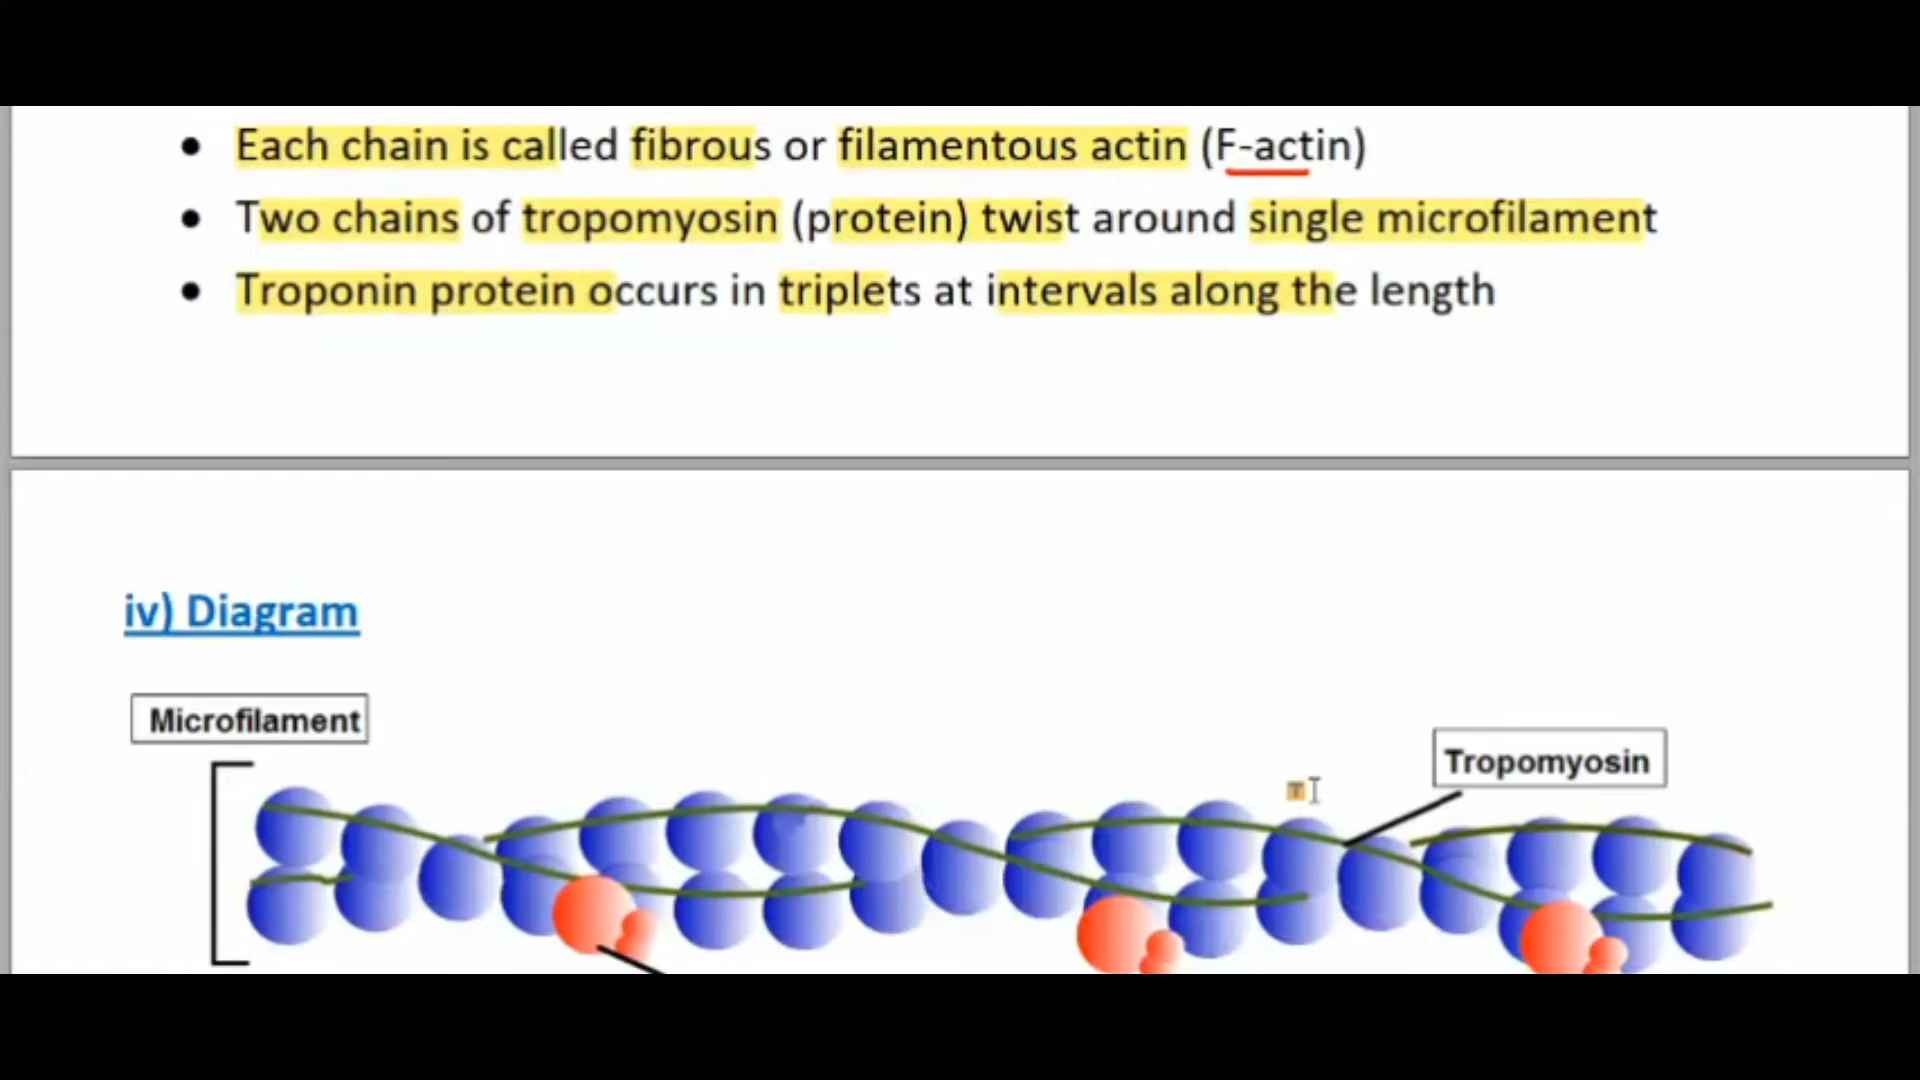 • Each chain is called fibrous or filamentous actin (F-actin)
• Two chains of tropomyosin (protein) twist around single microfilament
• Troponin protein occurs in triplets at intervals along the length
iv) Diagram
Microfilament
Tropomyosin